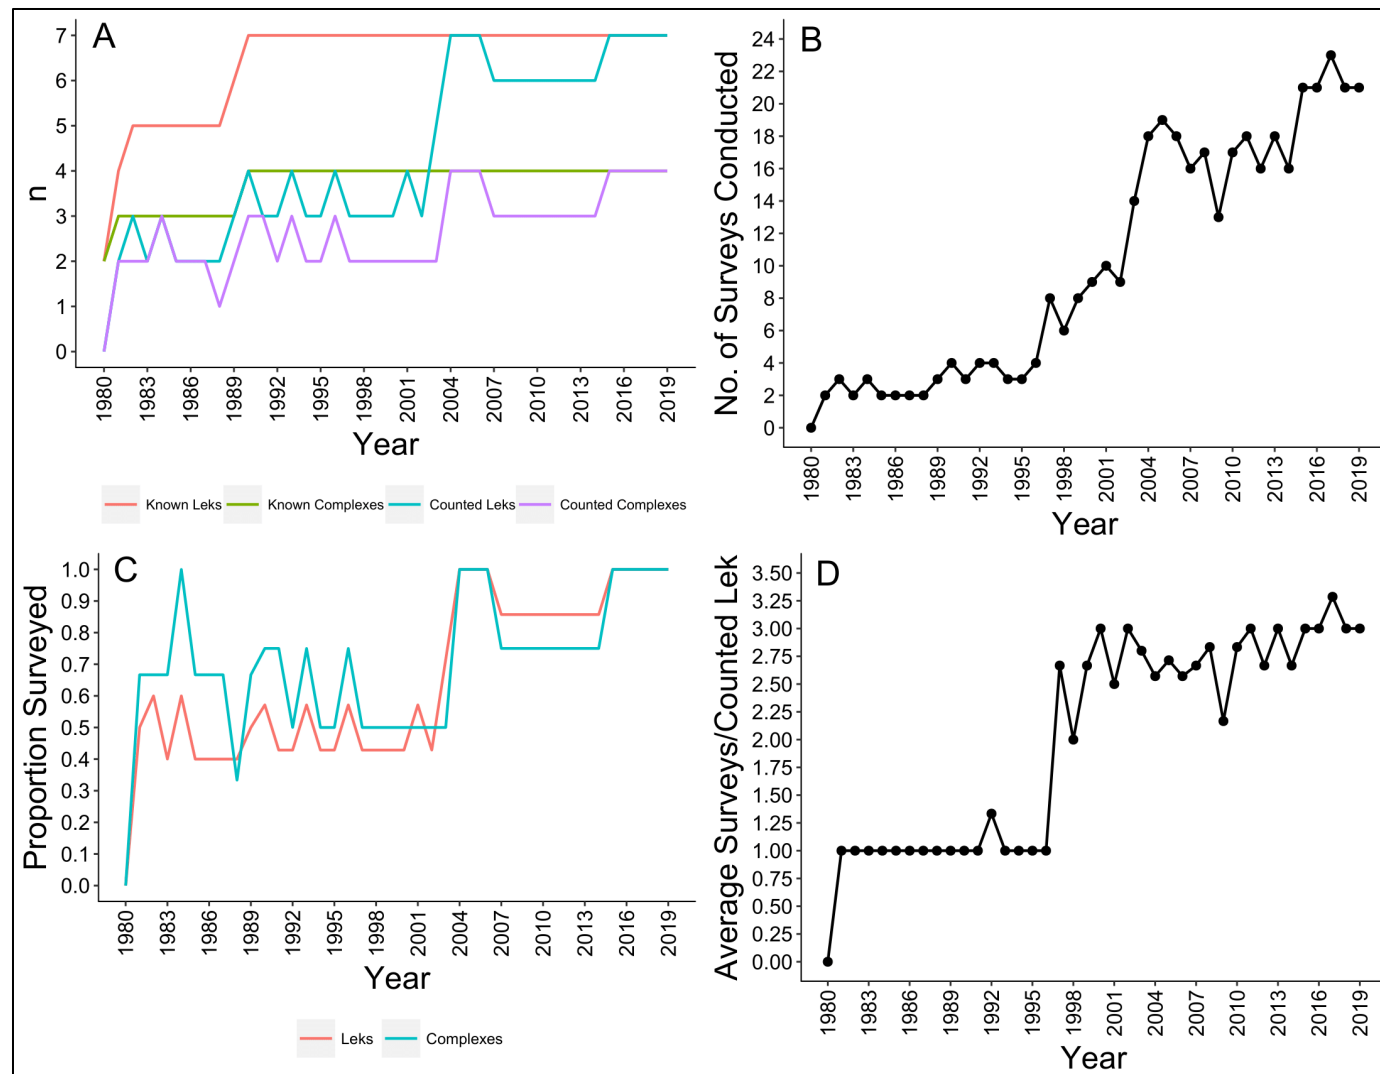 A
n
7
6
5
4
3
2
1
0
1980 1983 1986 1989 1992 1995 1998 2001 2004 2007 2010 2013 2016 2019
Year
Known Leks Known Complexes Counted Leks Counted Complexes
B
No. of Surveys Conducted
24
22
20
18
16
14
12
10
8
6
4
2
0
1980 1983 1986 1989 1992 1995 1998 2001 2004 2007 2010 2013 2016 2019
Year
C
Proportion Surveyed
1.0
0.9
0.8
0.7
0.6
0.5
0.4
0.3
0.2
0.1
0.0
1980 1983 1986 1989 1992 1995 1998 2001 2004 2007 2010 2013 2016 2019
Year
Leks Complexes
D
Average Surveys/Counted Lek
3.50
3.25
3.00
2.75
2.50
2.25
2.00
1.75
1.50
1.25
1.00
0.75
0.50
0.25
0.00
1980 1983 1986 1989 1992 1995 1998 2001 2004 2007 2010 2013 2016 2019
Year